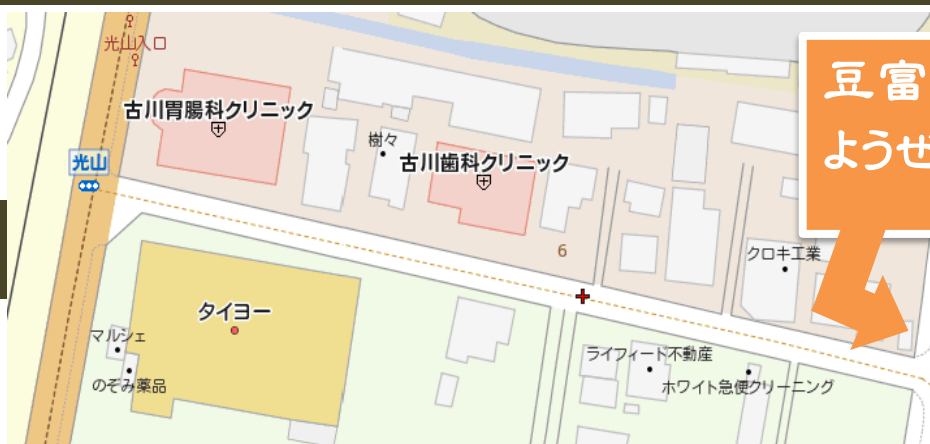 光山入口
豆富
ようぜ
古川胃腸科クリニック
樹々
古川歯科クリニック
光山
6
クロキ工業
タイヨー
マルシェ
ライフィード不動産
のぞみ薬品
ホワイト急便クリーニング